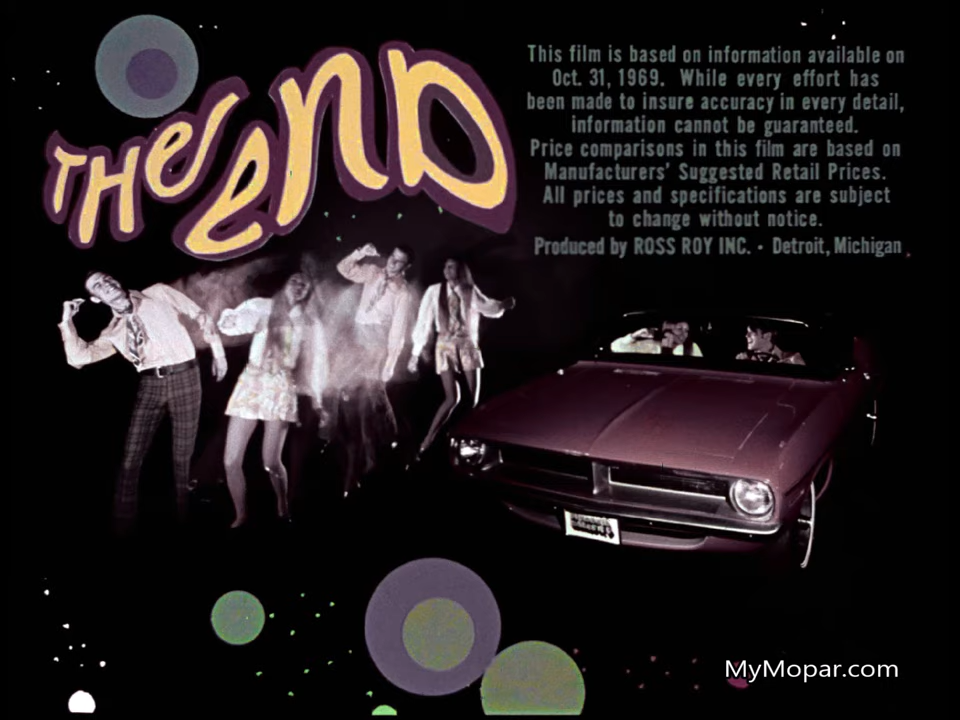 THE END
This film is based on information available on
Oct. 31, 1969. While every effort has
been made to insure accuracy in every detail,
information cannot be guaranteed.
Price comparisons in this film are based on
Manufacturers' Suggested Retail Prices.
All prices and specifications are subject
to change without notice.
Produced by ROSS ROY INC. - Detroit, Michigan.
MyMopar.com